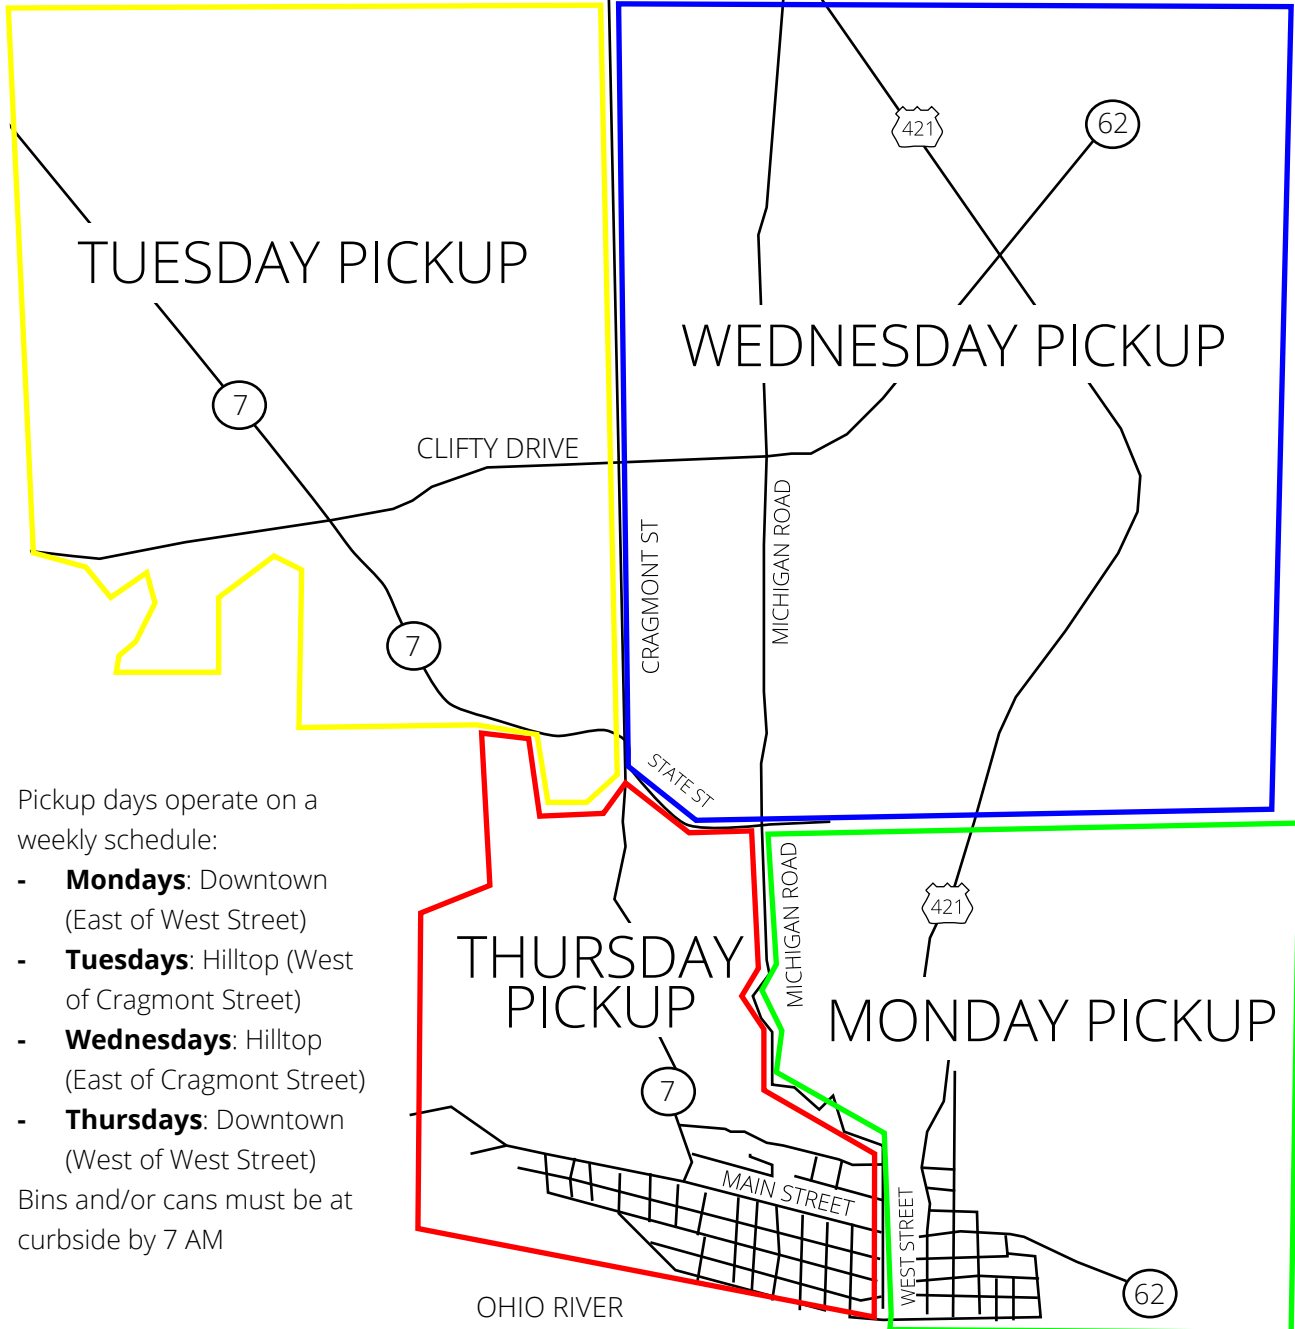 421
62
TUESDAY PICKUP
WEDNESDAY PICKUP
7
CLIFTY DRIVE
MICHIGAN ROAD
CRAGMONT ST
7
STATE ST
Pickup days operate on a
weekly schedule:
- Mondays: Downtown
(East of West Street)
- Tuesdays: Hilltop (West
of Cragmont Street)
- Wednesdays: Hilltop
(East of Cragmont Street)
- Thursdays: Downtown
(West of West Street)
Bins and/or cans must be at
curbside by 7 AM
MICHIGAN ROAD
421
THURSDAY
PICKUP
MONDAY PICKUP
7
MAIN STREET
WEST STREET
62
OHIO RIVER